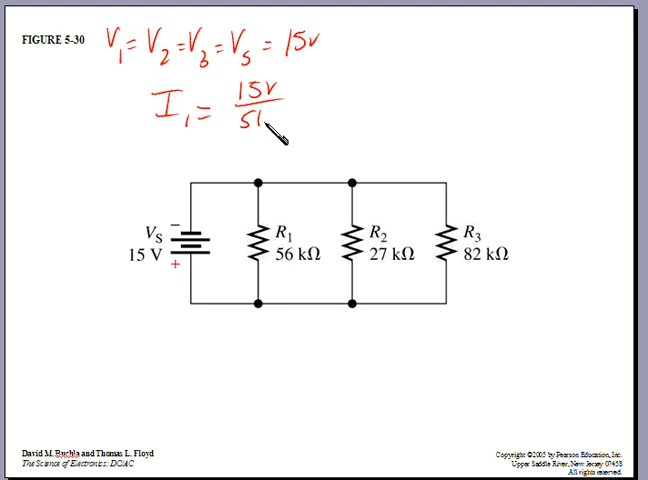 FIGURE 5-30
V1 = V2 = V3 = VS = 15V
I1 = 15V / 5
VS
15 V
−
+
R1
56 kΩ
R2
27 kΩ
R3
82 kΩ
David M. Buchla and Thomas L. Floyd
The Science of Electronics: DC/AC
Copyright ©2005 by Pearson Education, Inc.
Upper Saddle River, New Jersey 07458
All rights reserved.